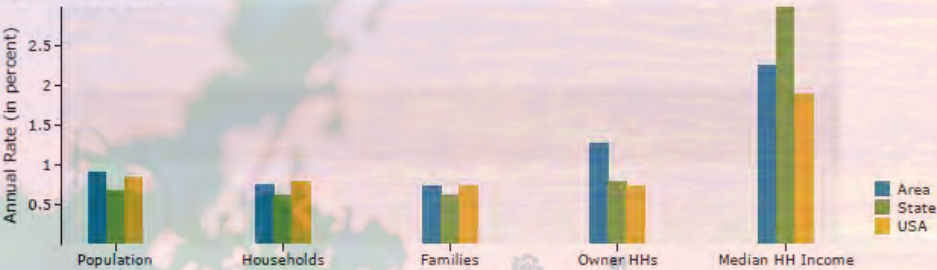 Annual Rate (in percent)
2.5
2
1.5
1
0.5
Population
Households
Families
Owner HHs
Median HH Income
Area
State
USA